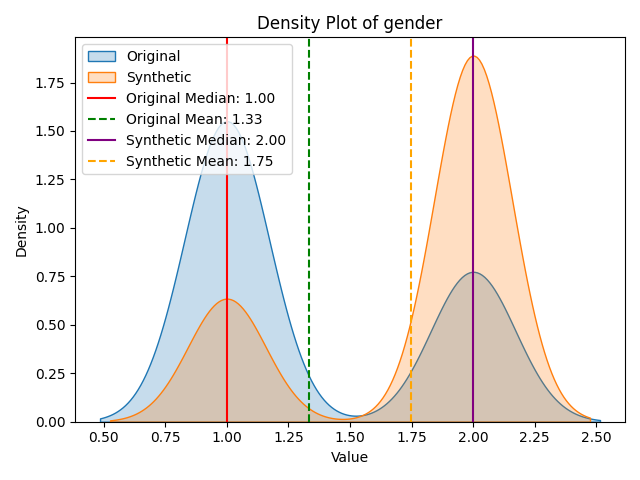 Density Plot of gender
Original
Synthetic
Original Median: 1.00
Original Mean: 1.33
Synthetic Median: 2.00
Synthetic Mean: 1.75
1.75
1.50
1.25
1.00
0.75
0.50
0.25
0.00
Density
0.50 0.75 1.00 1.25 1.50 1.75 2.00 2.25 2.50
Value